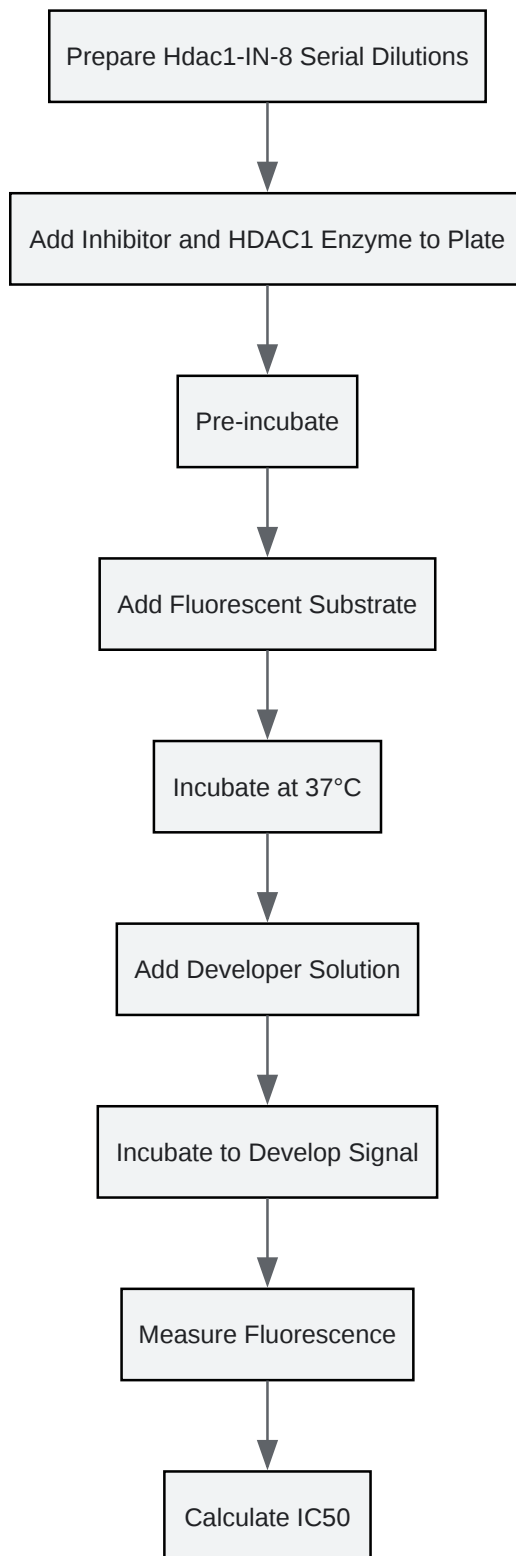 Prepare Hdac1-IN-8 Serial Dilutions
Add Inhibitor and HDAC1 Enzyme to Plate
Pre-incubate
Add Fluorescent Substrate
Incubate at 37°C
Add Developer Solution
Incubate to Develop Signal
Measure Fluorescence
Calculate IC50